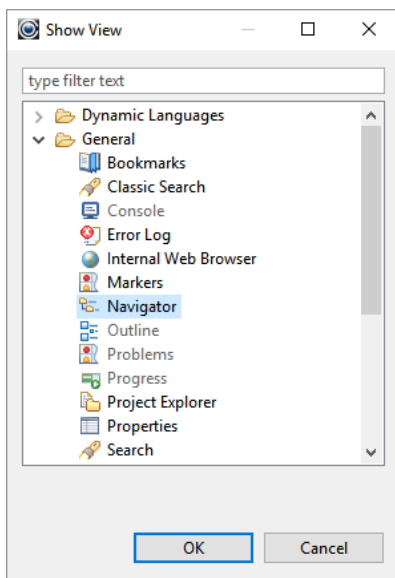 Show View
type filter text
Dynamic Languages
General
Bookmarks
Classic Search
Console
Error Log
Internal Web Browser
Markers
Navigator
Outline
Problems
Progress
Project Explorer
Properties
Search
OK Cancel